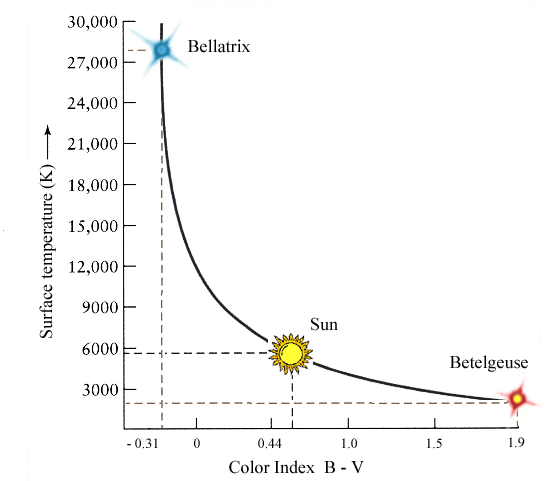 30,000
Bellatrix
27,000
24,000
21,000
18,000
15,000
12,000
9000
6000
3000
Surface temperature (K)
Sun
Betelgeuse
- 0.31 0 0.44 1.0 1.5 1.9
Color Index B - V